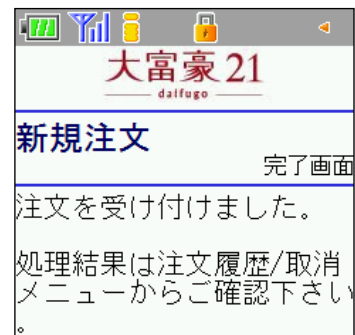 大富豪21
daifugo
新規注文
完了画面
注文を受け付けました。
処理結果は注文履歴/取消
メニューからご確認下さい
。